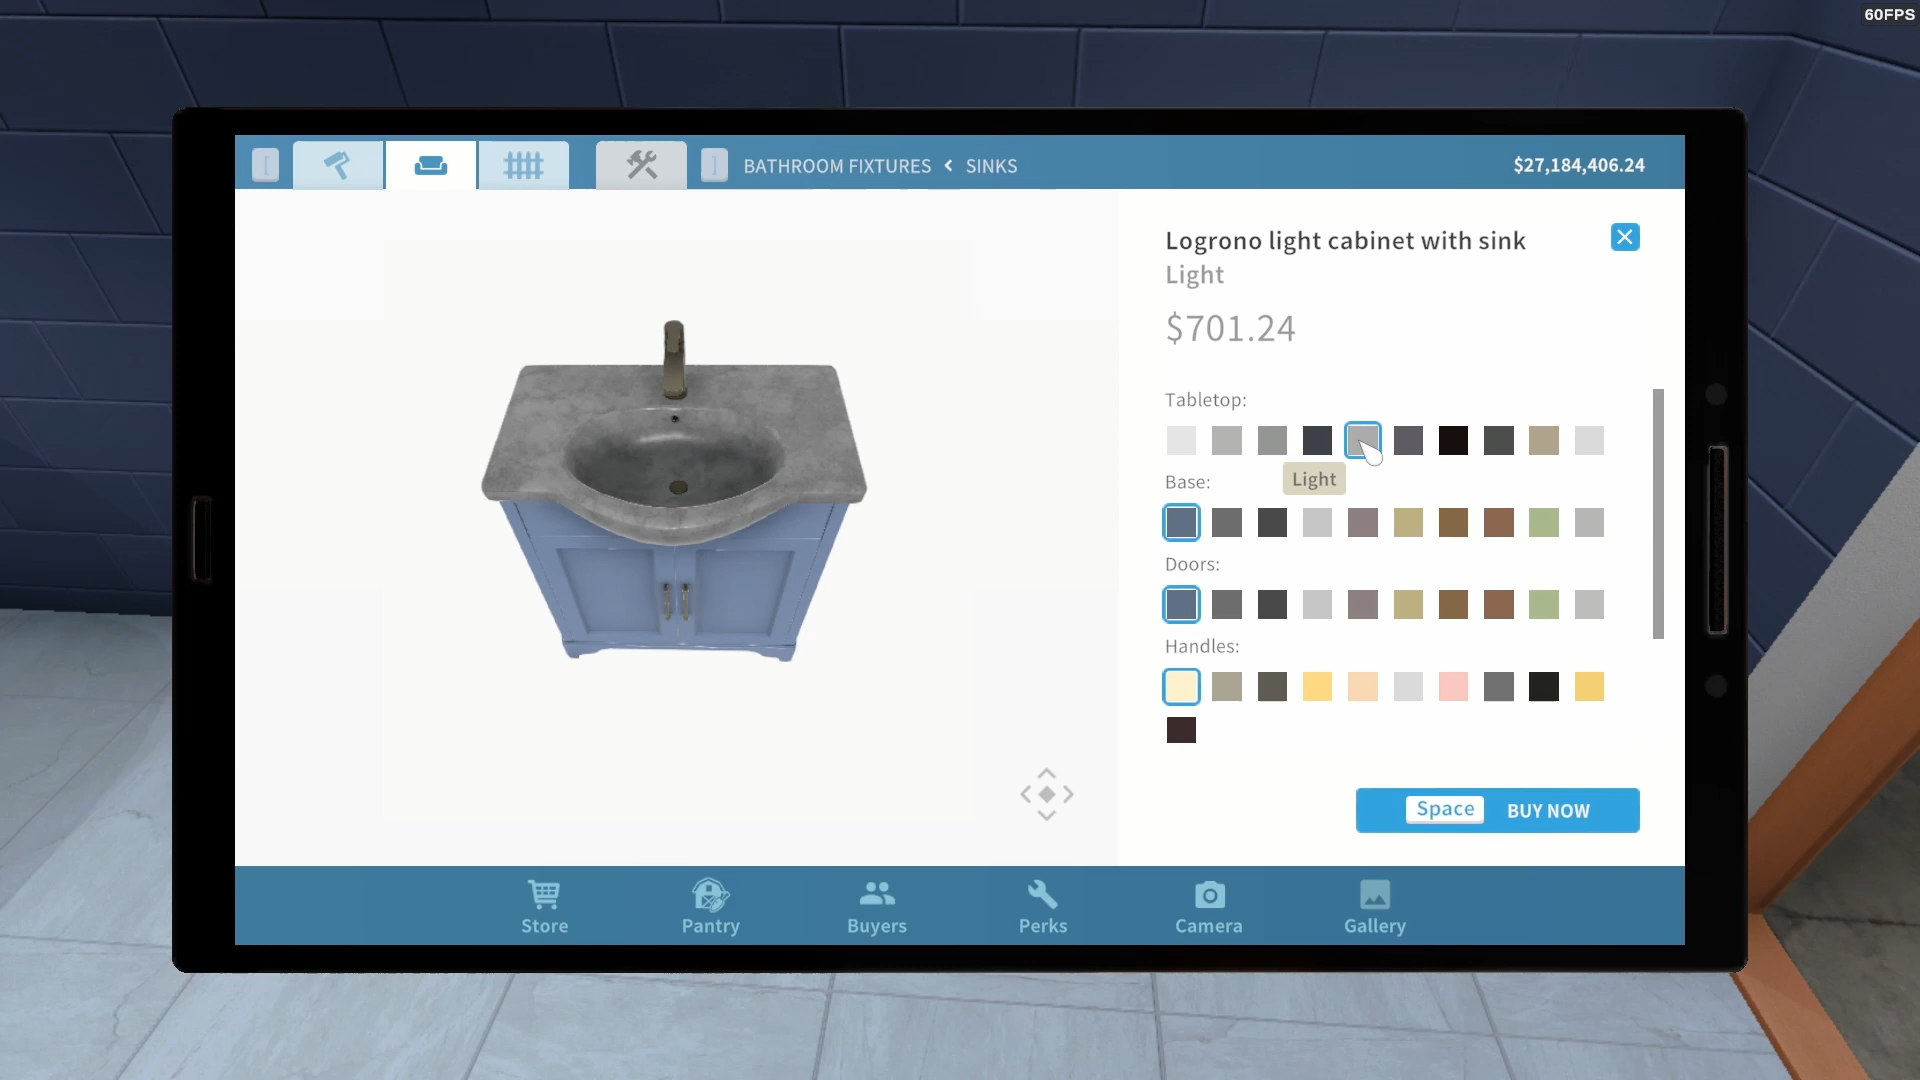 60FPS
[ ] BATHROOM FIXTURES < SINKS $27,184,406.24
Logrono light cabinet with sink
Light
$701.24
Tabletop:
Light
Base:
Doors:
Handles:
Space BUY NOW
Store Pantry Buyers Perks Camera Gallery